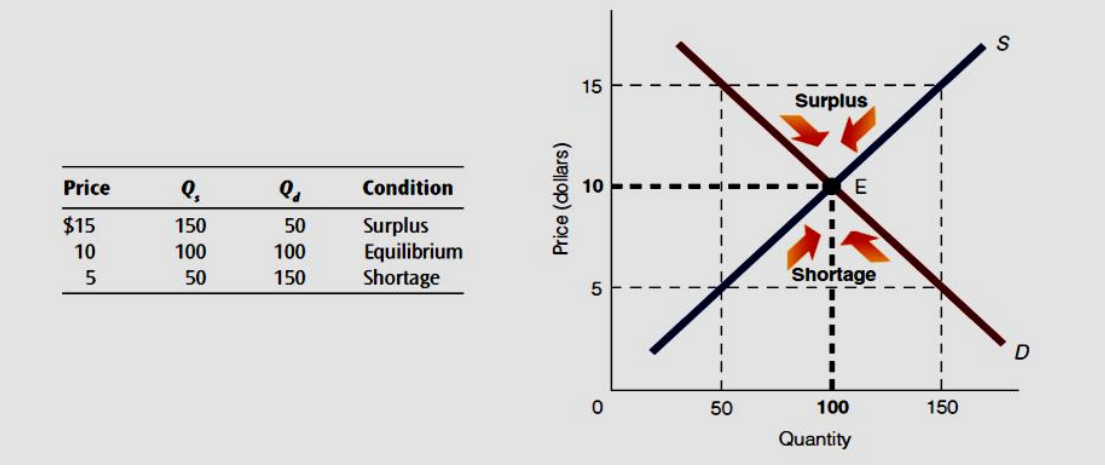 Price Qs Qd Condition
$15 150 50 Surplus
10 100 100 Equilibrium
5 50 150 Shortage
S
15
Surplus
10
E
Price (dollars)
Shortage
5
D
0 50 100 150
Quantity